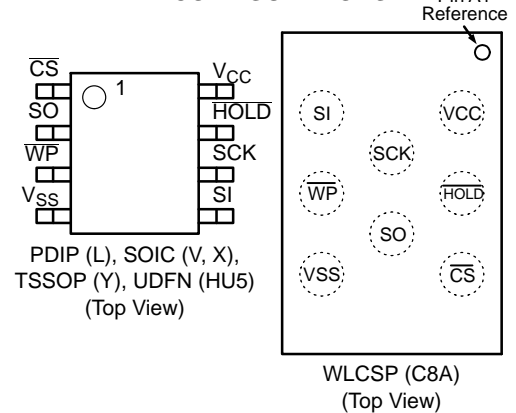 Reference
CS
SO
WP
VSS
1
VCC
HOLD
SCK
SI
PDIP (L), SOIC (V, X),
TSSOP (Y), UDFN (HU5)
(Top View)
SI
VCC
SCK
WP
HOLD
SO
VSS
CS
WLCSP (C8A)
(Top View)